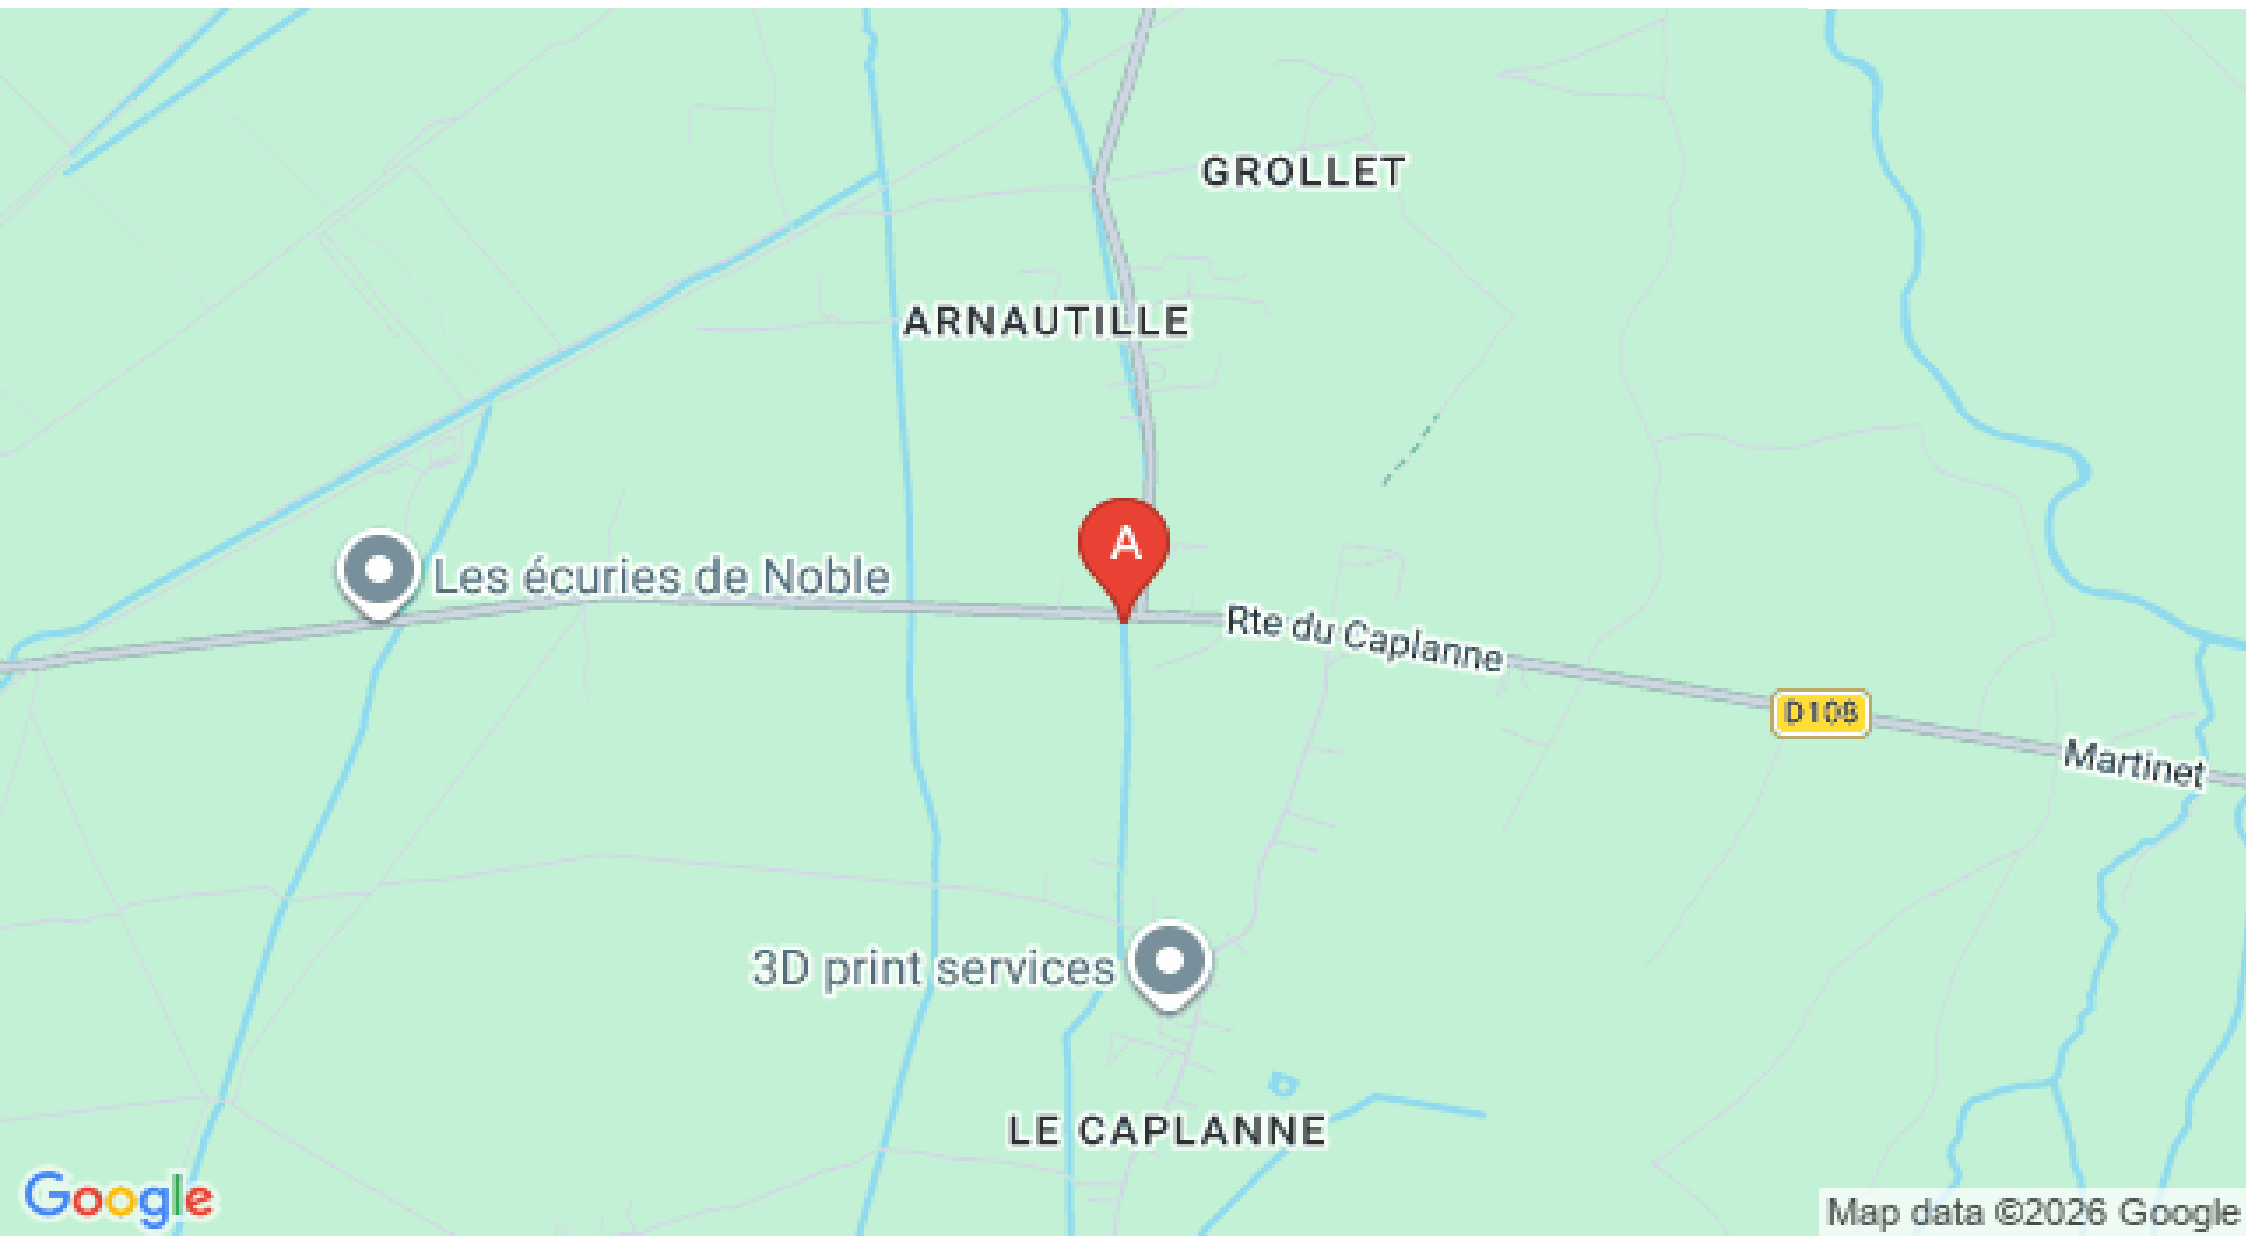 GROLLET
ARNAUTILLE
A
Les écuries de Noble
Rte du Caplanne
D108
Martinet
3D print services
LE CAPLANNE
Google
Map data ©2026 Google